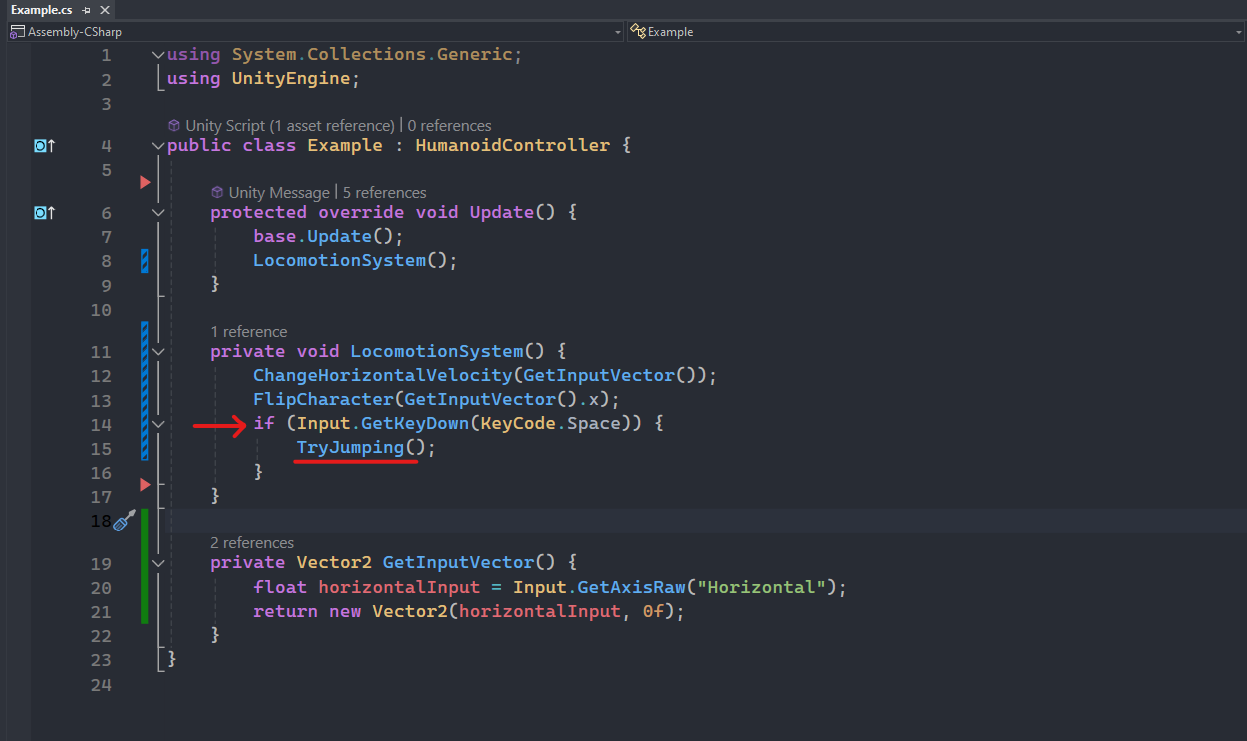 Example.cs
Assembly-CSharp Example
1 using System.Collections.Generic;
2 using UnityEngine;
3
Unity Script (1 asset reference) | 0 references
4 public class Example : HumanoidController {
5
Unity Message | 5 references
6 protected override void Update() {
7 base.Update();
8 LocomotionSystem();
9 }
10
1 reference
11 private void LocomotionSystem() {
12 ChangeHorizontalVelocity(GetInputVector());
13 FlipCharacter(GetInputVector().x);
14 if (Input.GetKeyDown(KeyCode.Space)) {
15 TryJumping();
16 }
17 }
18
2 references
19 private Vector2 GetInputVector() {
20 float horizontalInput = Input.GetAxisRaw("Horizontal");
21 return new Vector2(horizontalInput, 0f);
22 }
23 }
24